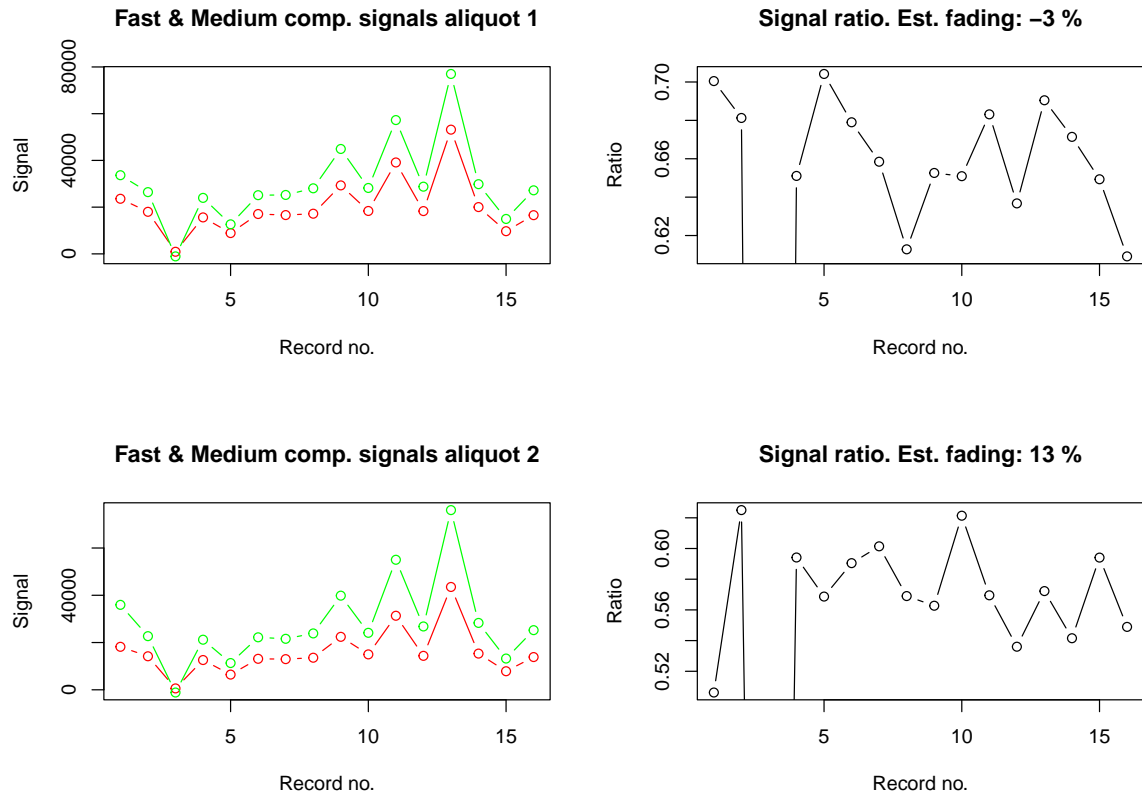 Fast & Medium comp. signals aliquot 1
Signal
80000
40000
0
5
10
15
Record no.
Signal ratio. Est. fading: −3 %
Ratio
0.70
0.66
0.62
5
10
15
Record no.
Fast & Medium comp. signals aliquot 2
Signal
40000
0
5
10
15
Record no.
Signal ratio. Est. fading: 13 %
Ratio
0.60
0.56
0.52
5
10
15
Record no.